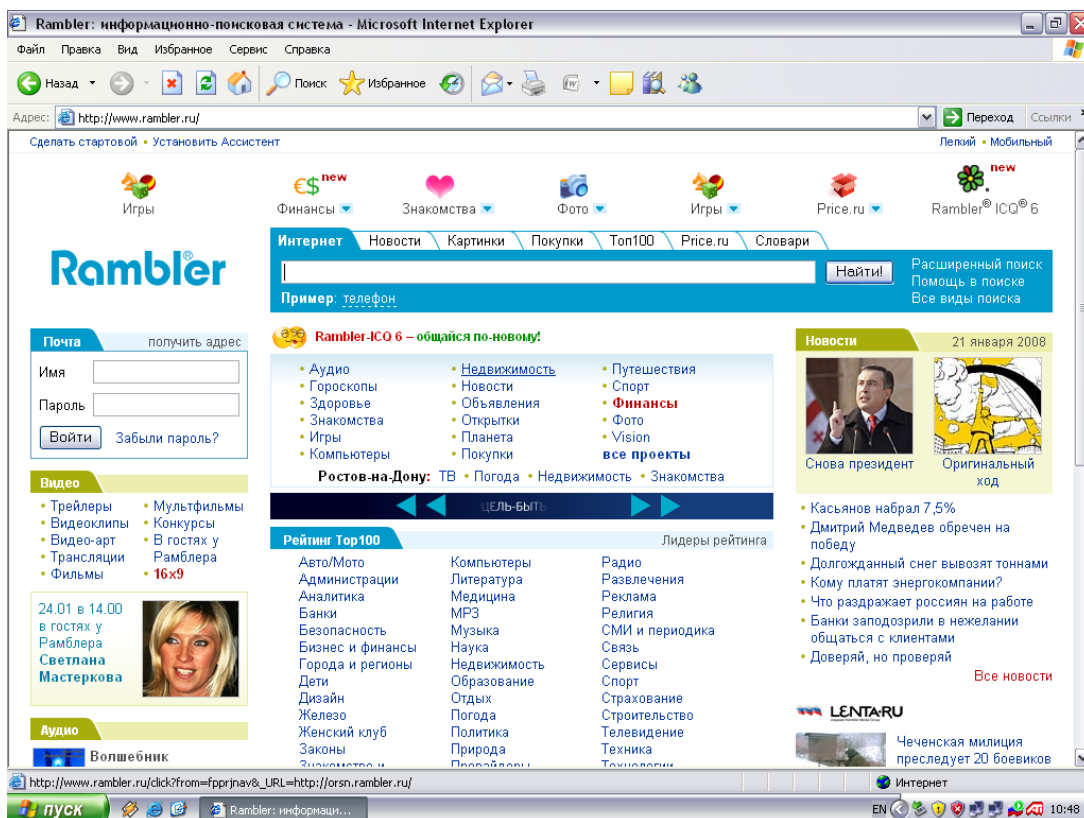 Rambler: информационно-поисковая система - Microsoft Internet Explorer
Файл Правка Вид Избранное Сервис Справка
Назад Поиск Избранное
Адрес: http://www.rambler.ru/ Переход Ссылки
Сделать стартовой • Установить Ассистент Легкий • Мобильный
Игры
Финансы
new
Знакомства
Фото
Игры
Price.ru
new
Rambler® ICQ® 6
Rambler
Интернет Новости Картинки Покупки Топ100 Price.ru Словари
Найти!
Расширенный поиск
Помощь в поиске
Все виды поиска
Пример: телефон
Почта получить адрес
Имя
Пароль
Войти Забыли пароль?
Видео
• Трейлеры
• Видеоклипы
• Видео-арт
• Трансляции
• Фильмы
• Мультфильмы
• Конкурсы
• В гостях у
Рамблера
• 16x9
24.01 в 14.00
в гостях у
Рамблера
Светлана
Мастеркова
Аудио
Волшебник
Rambler-ICQ 6 – общайся по-новому!
• Аудио
• Гороскопы
• Здоровье
• Знакомства
• Игры
• Компьютеры
• Недвижимость
• Новости
• Объявления
• Открытки
• Планета
• Покупки
• Путешествия
• Спорт
• Финансы
• Фото
• Vision
все проекты
Ростов-на-Дону: ТВ • Погода • Недвижимость • Знакомства
ЦЕЛЬ-БЫТЬ
Рейтинг Top100 Лидеры рейтинга
Авто/Мото
Администрации
Аналитика
Банки
Безопасность
Бизнес и финансы
Города и регионы
Дети
Дизайн
Железо
Женский клуб
Законы
Знакомство и
Компьютеры
Литература
Медицина
MP3
Музыка
Наука
Недвижимость
Образование
Отдых
Погода
Политика
Природа
Провайдеры
Радио
Развлечения
Реклама
Религия
СМИ и периодика
Связь
Сервисы
Спорт
Страхование
Строительство
Телевидение
Техника
Технологии
Новости 21 января 2008
Снова президент
Оригинальный
ход
• Касьянов набрал 7,5%
• Дмитрий Медведев обречен на
победу
• Долгожданный снег вывозят тоннами
• Кому платят энергокомпании?
• Что раздражает россиян на работе
• Банки заподозрили в нежелании
общаться с клиентами
• Доверяй, но проверяй
Все новости
LENTA·RU
Чеченская милиция
преследует 20 боевиков
http://www.rambler.ru/click?from=fpprjnav&_URL=http://orsn.rambler.ru/ Интернет
пуск Rambler: информаци... EN 10:48